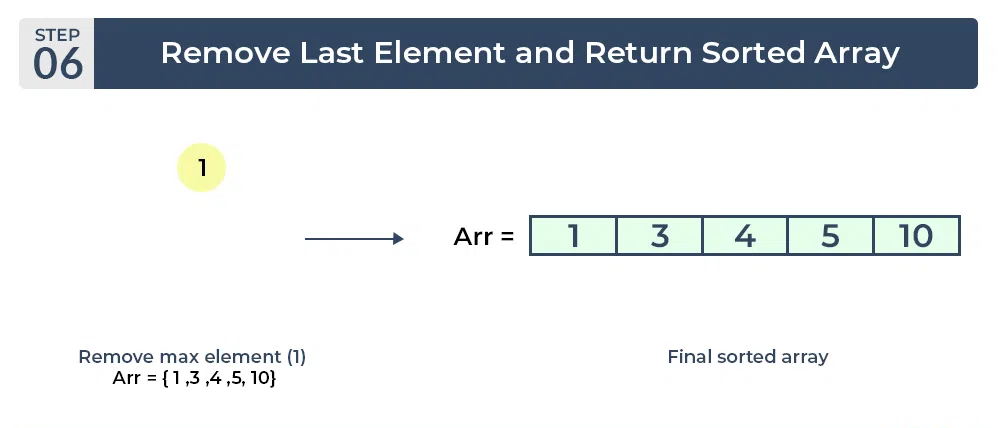 STEP
06
Remove Last Element and Return Sorted Array
1
Arr = 1 3 4 5 10
Remove max element (1)
Arr = { 1 ,3 ,4 ,5, 10}
Final sorted array